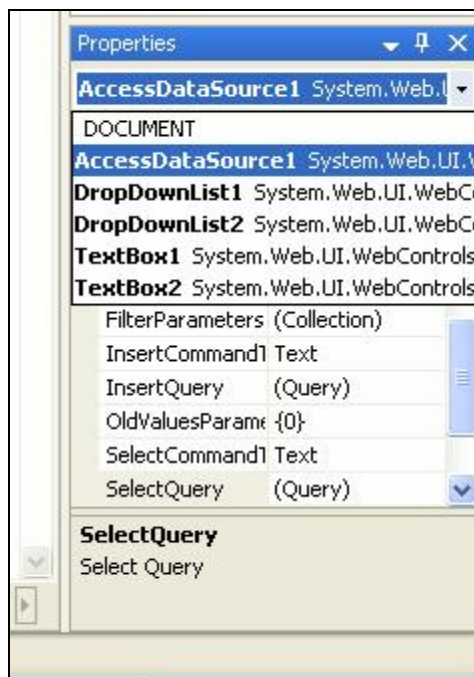 Properties
AccessDataSource1 System.Web.U
DOCUMENT
AccessDataSource1 System.Web.UI.W
DropDownList1 System.Web.UI.WebCo
DropDownList2 System.Web.UI.WebCo
TextBox1 System.Web.UI.WebControls
TextBox2 System.Web.UI.WebControls
FilterParameters (Collection)
InsertCommandT Text
InsertQuery (Query)
OldValuesParame {0}
SelectCommandT Text
SelectQuery (Query)
SelectQuery
Select Query